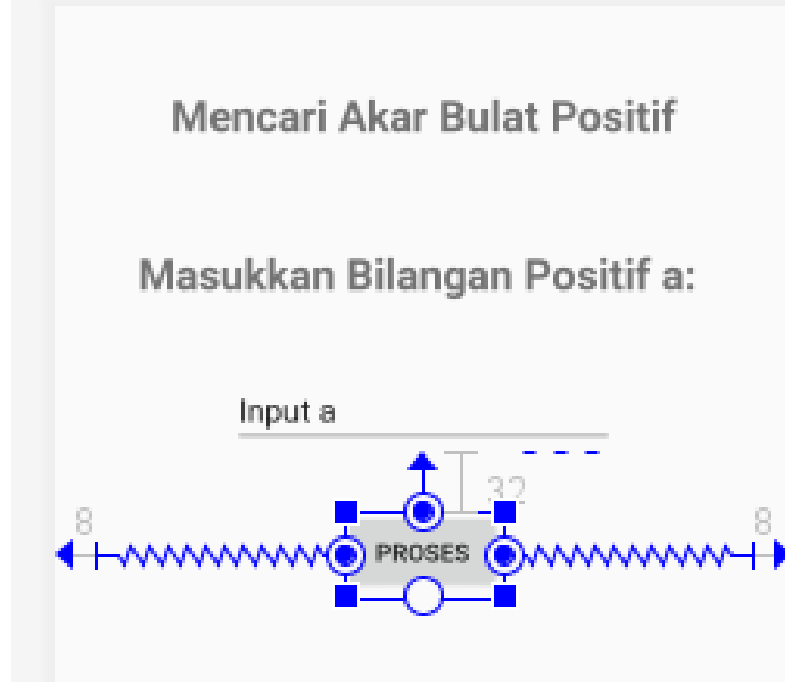 Mencari Akar Bulat Positif
Masukkan Bilangan Positif a:
Input a
32
8
PROSES
8